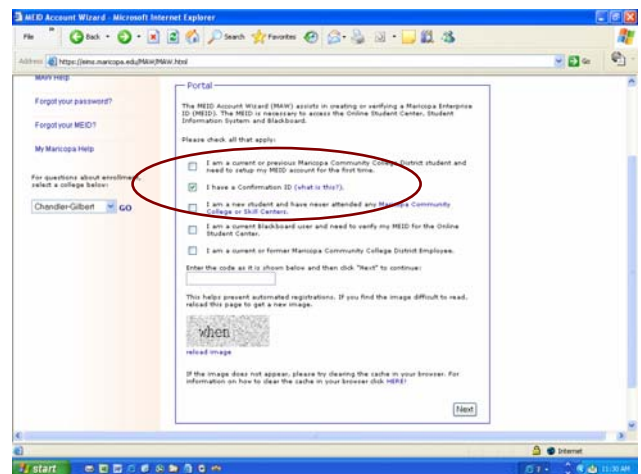 MEID Account Wizard - Microsoft Internet Explorer
File
Back
Search
Favorites
Address
https://eims.maricopa.edu/MAW/MAW.html
Go
MAW Help
Forgot your password?
Forgot your MEID?
My Maricopa Help
For questions about enrollment,
select a college below:
Chandler-Gilbert
GO
Portal
The MEID Account Wizard (MAW) assists in creating or verifying a Maricopa Enterprise
ID (MEID). The MEID is necessary to access the Online Student Center, Student
Information System and Blackboard.
Please check all that apply:
I am a current or previous Maricopa Community College District student and
need to setup my MEID account for the first time.
I have a Confirmation ID (what is this?).
I am a new student and have never attended any Maricopa Community
College or Skill Centers.
I am a current Blackboard user and need to verify my MEID for the Online
Student Center.
I am a current or former Maricopa Community College District Employee.
Enter the code as it is shown below and then click "Next" to continue:
This helps prevent automated registrations. If you find the image difficult to read,
reload this page to get a new image.
when
reload image
If the image does not appear, please try clearing the cache in your browser. For
information on how to clear the cache in your browser click HERE!
Next
Internet
start
11:30 AM